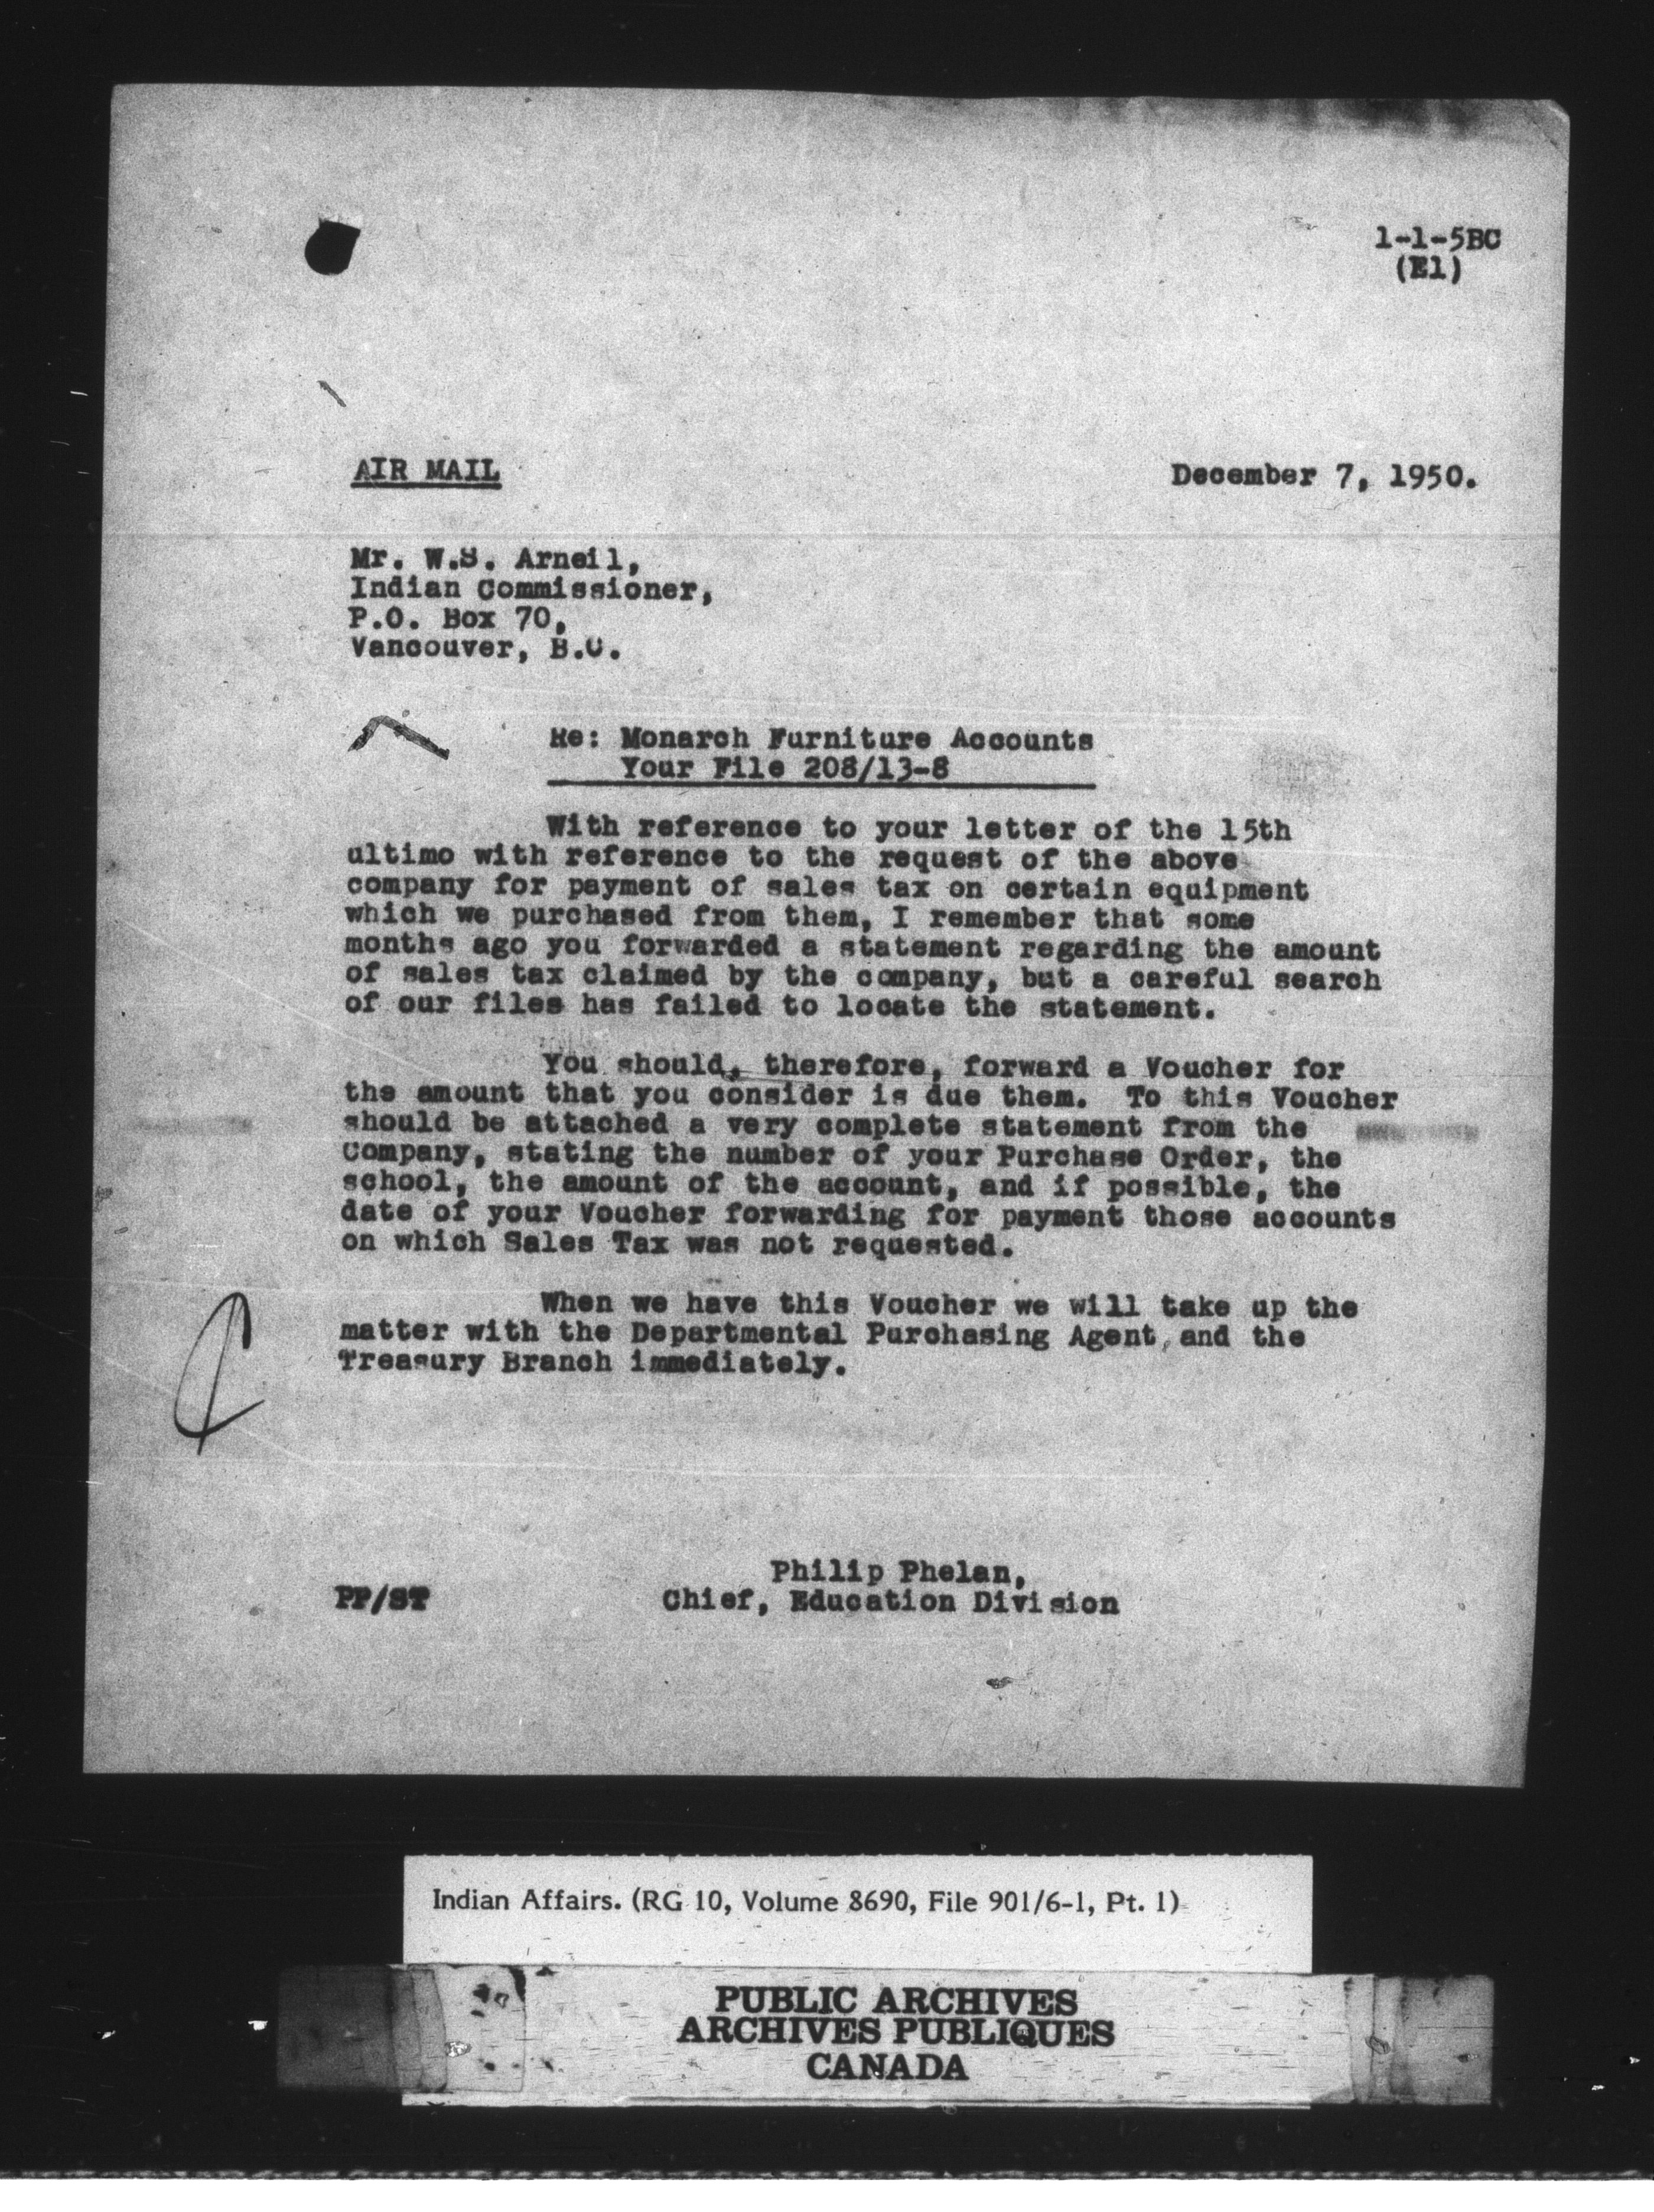 1-1-5BC
(E1)
AIR MAIL
December 7, 1950.
Mr. W.S. Arneil,
Indian Commissioner,
P.O. Box 70,
Vancouver, B.C.
Re: Monarch Furniture Accounts
Your File 208/13-8
With reference to your letter of the 15th
ultimo with reference to the request of the above
company for payment of sales tax on certain equipment
which we purchased from them, I remember that some
months ago you forwarded a statement regarding the amount
of sales tax claimed by the company, but a careful search
of our files has failed to locate the statement.
You should, therefore, forward a Voucher for
the amount that you consider is due them. To this Voucher
should be attached a very complete statement from the
Company, stating the number of your Purchase Order, the
school, the amount of the account, and if possible, the
date of your Voucher forwarding for payment those accounts
on which Sales Tax was not requested.
When we have this Voucher we will take up the
matter with the Departmental Purchasing Agent, and the
Treasury Branch immediately.
Philip Phelan,
PP/ST
Chief, Education Division
Indian Affairs. (RG 10, Volume 8690, File 901/6-1, Pt. 1)
PUBLIC ARCHIVES
ARCHIVES PUBLIQUES
CANADA